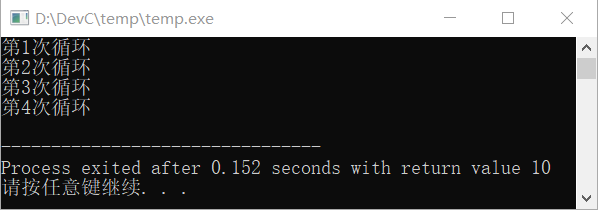 D:\DevC\temp\temp.exe
第1次循环
第2次循环
第3次循环
第4次循环
--------------------------------
Process exited after 0.152 seconds with return value 10
请按任意键继续. . .